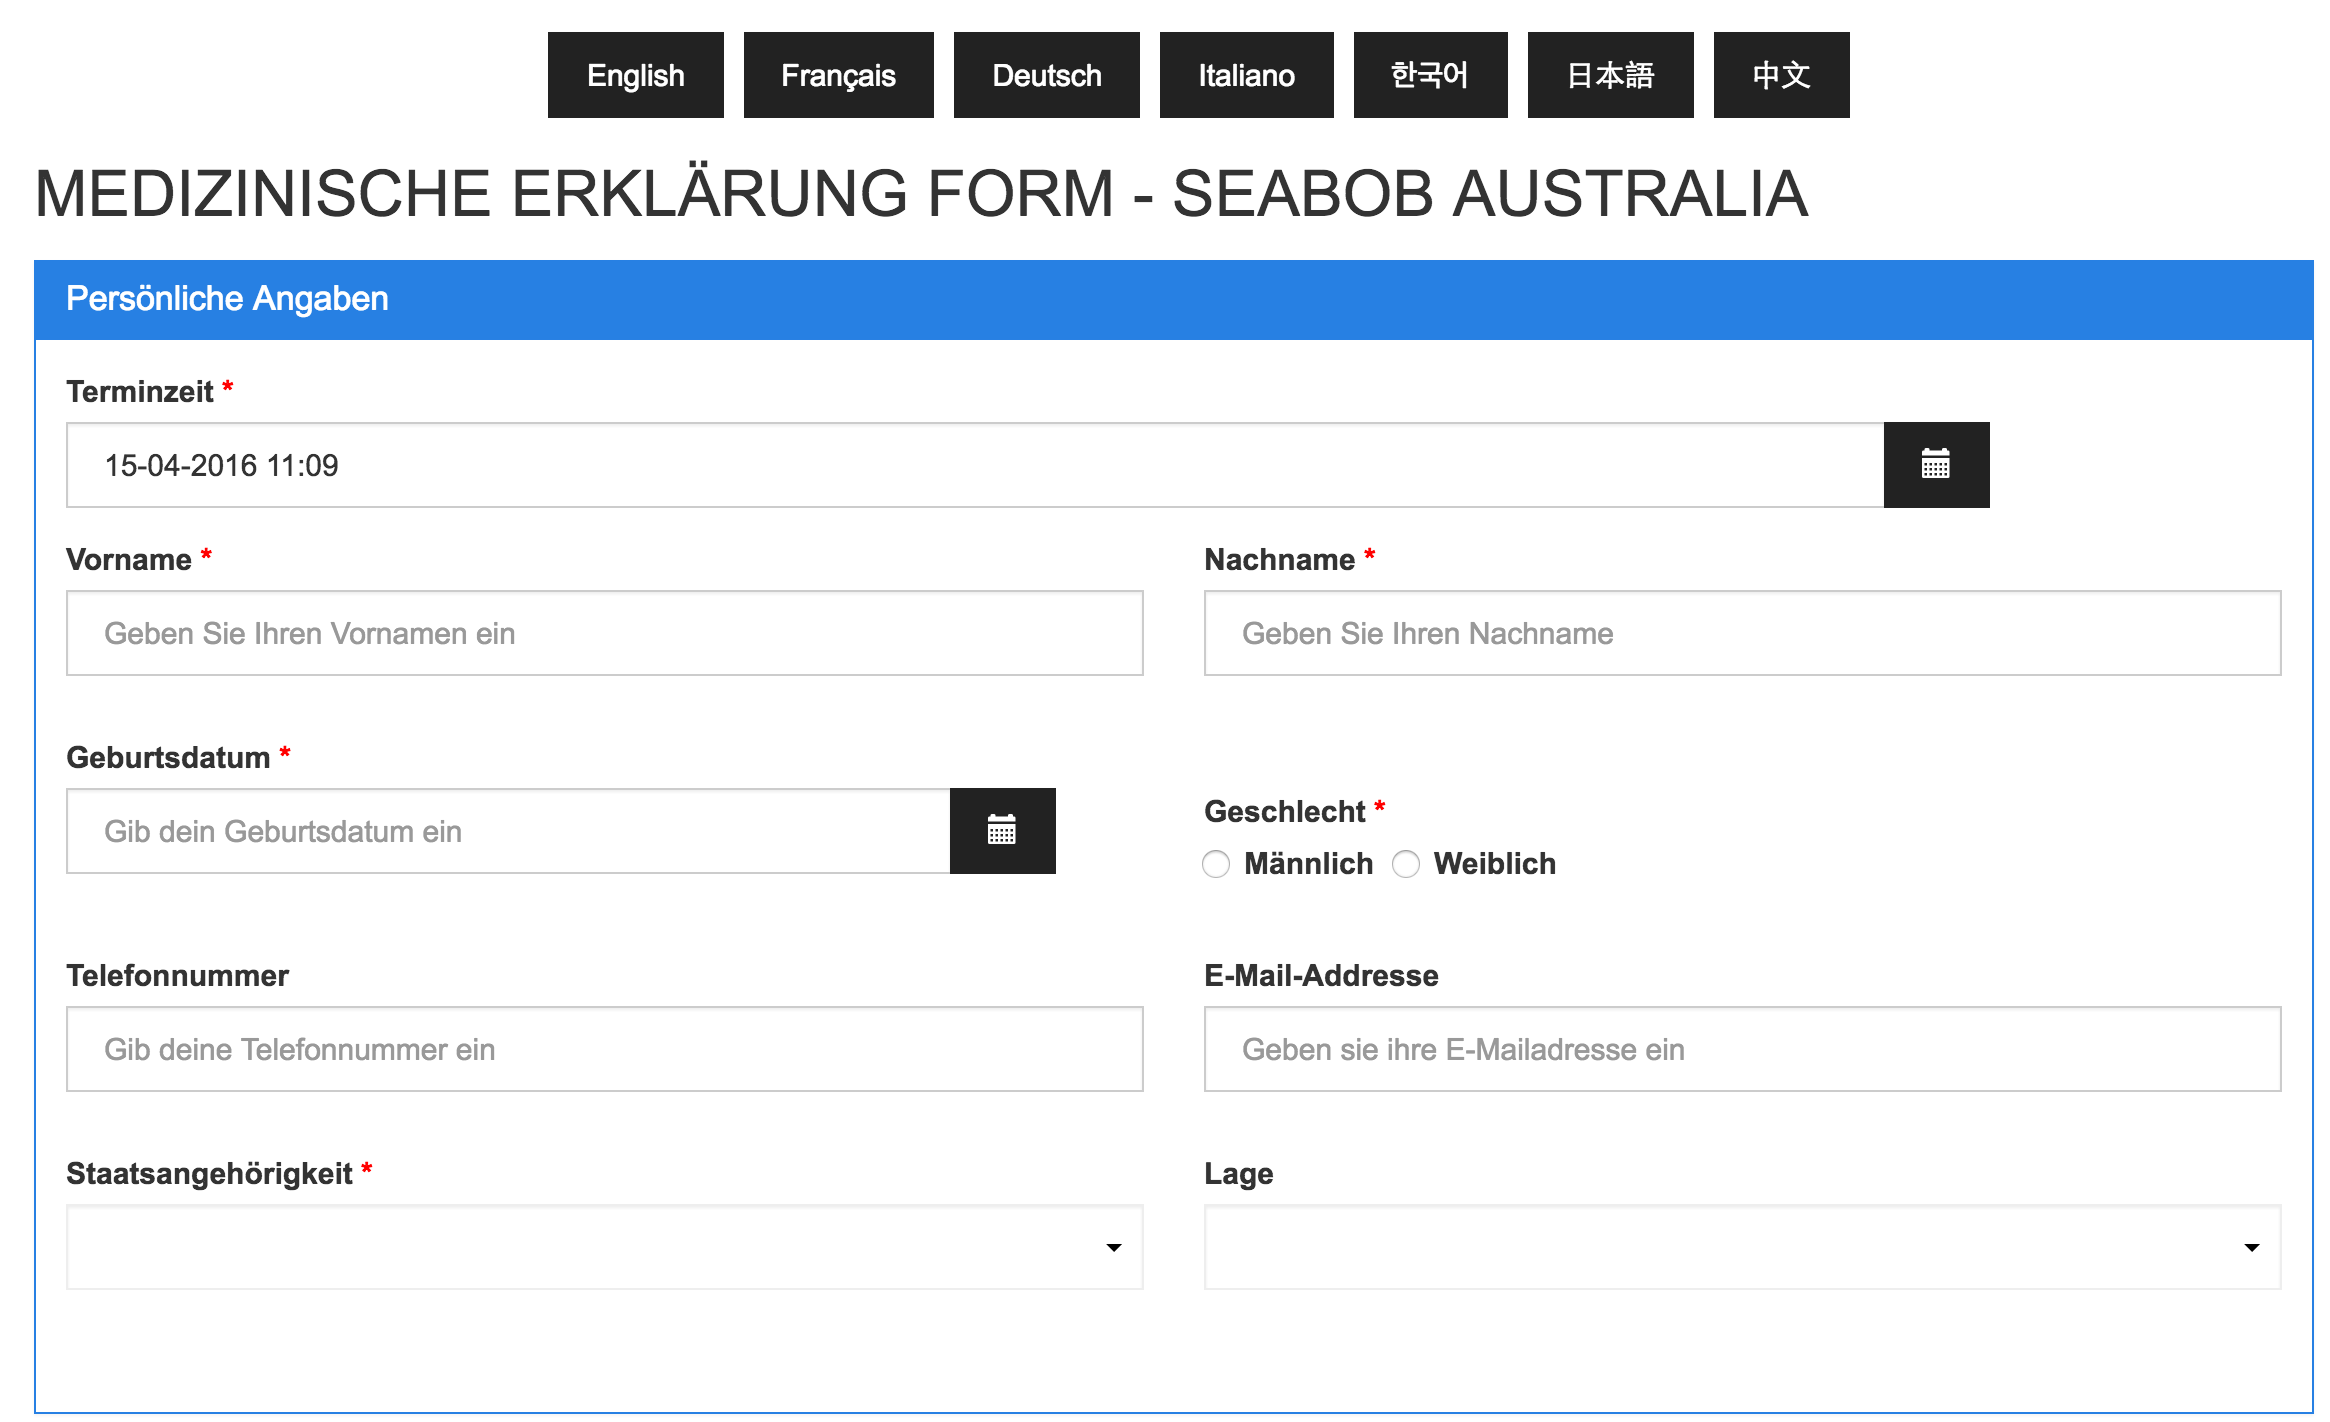 English Français Deutsch Italiano 한국어 日本語 中文
MEDIZINISCHE ERKLÄRUNG FORM - SEABOB AUSTRALIA
Persönliche Angaben
Terminzeit *
15-04-2016 11:09
Vorname * Nachname *
Geben Sie Ihren Vornamen ein Geben Sie Ihren Nachname
Geburtsdatum *
Gib dein Geburtsdatum ein
Geschlecht *
Männlich Weiblich
Telefonnummer E-Mail-Addresse
Gib deine Telefonnummer ein Geben sie ihre E-Mailadresse ein
Staatsangehörigkeit * Lage